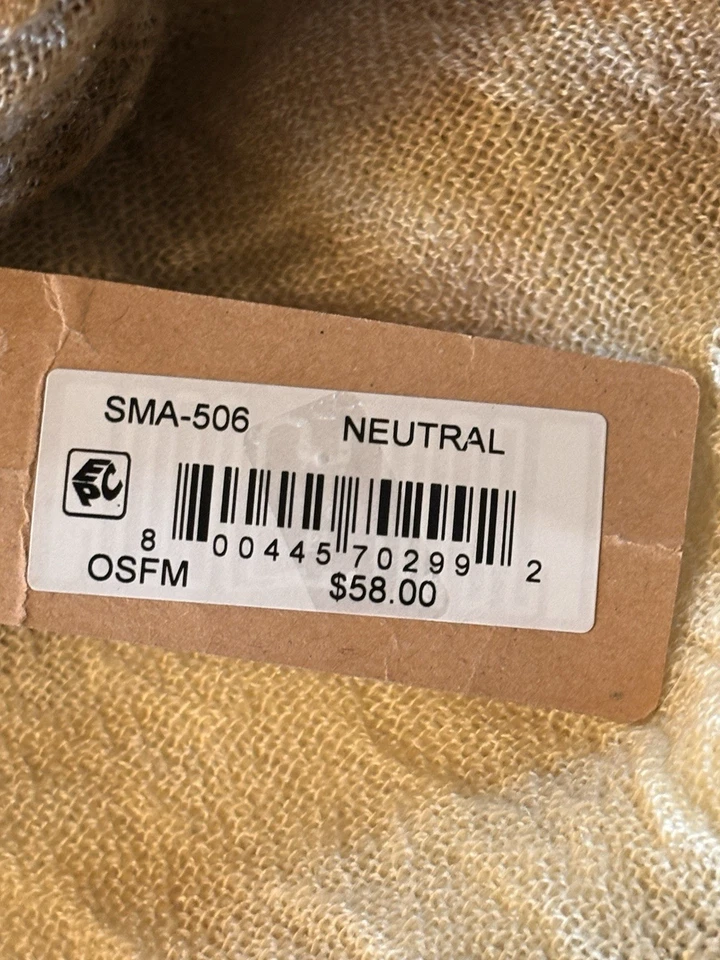 SMA-506 NEUTRAL
EPC
8 00445 70299 2
OSFM $58.00